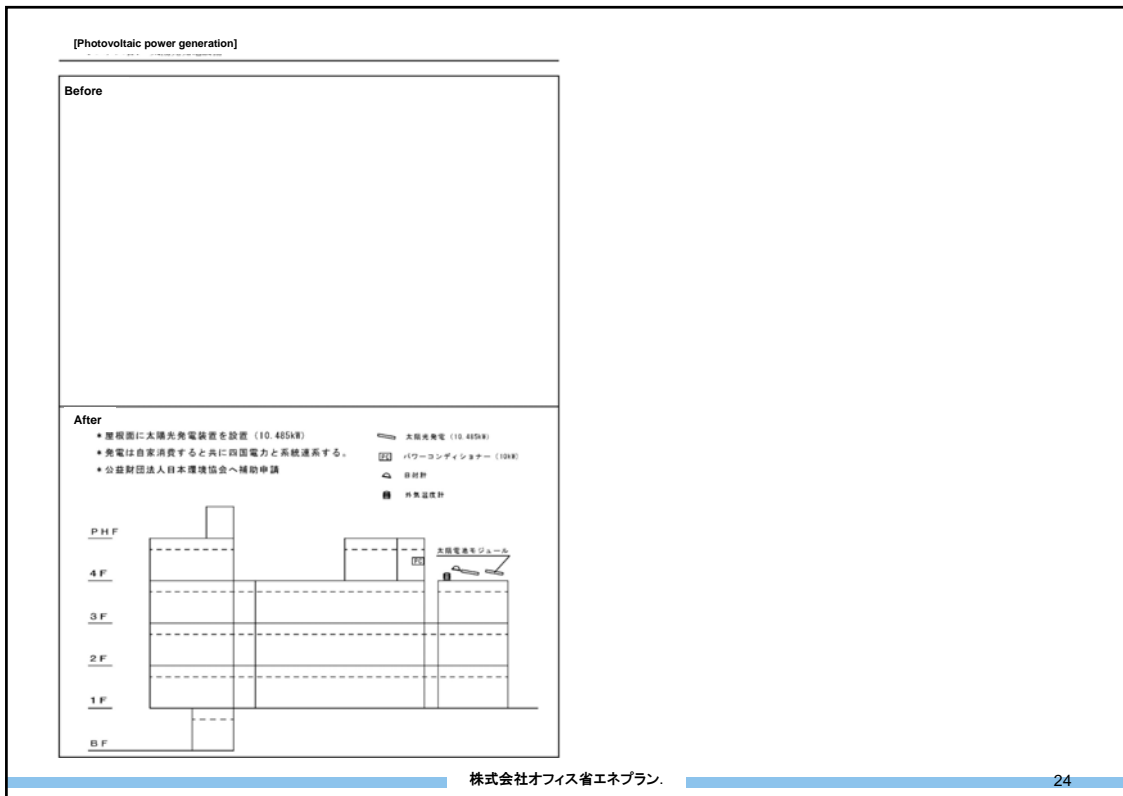 [Photovoltaic power generation]
Before
After
＊屋根面に太陽光発電装置を設置（10.485kW）
＊発電は自家消費すると共に四国電力と系統連系する。
＊公益財団法人日本環境協会へ補助申請
太陽光発電（10.485kW）
PC パワーコンディショナー（10kW）
日射計
外気温度計
PHF
太陽電池モジュール
PC
4F
3F
2F
1F
BF
株式会社オフィス省エネプラン.
24